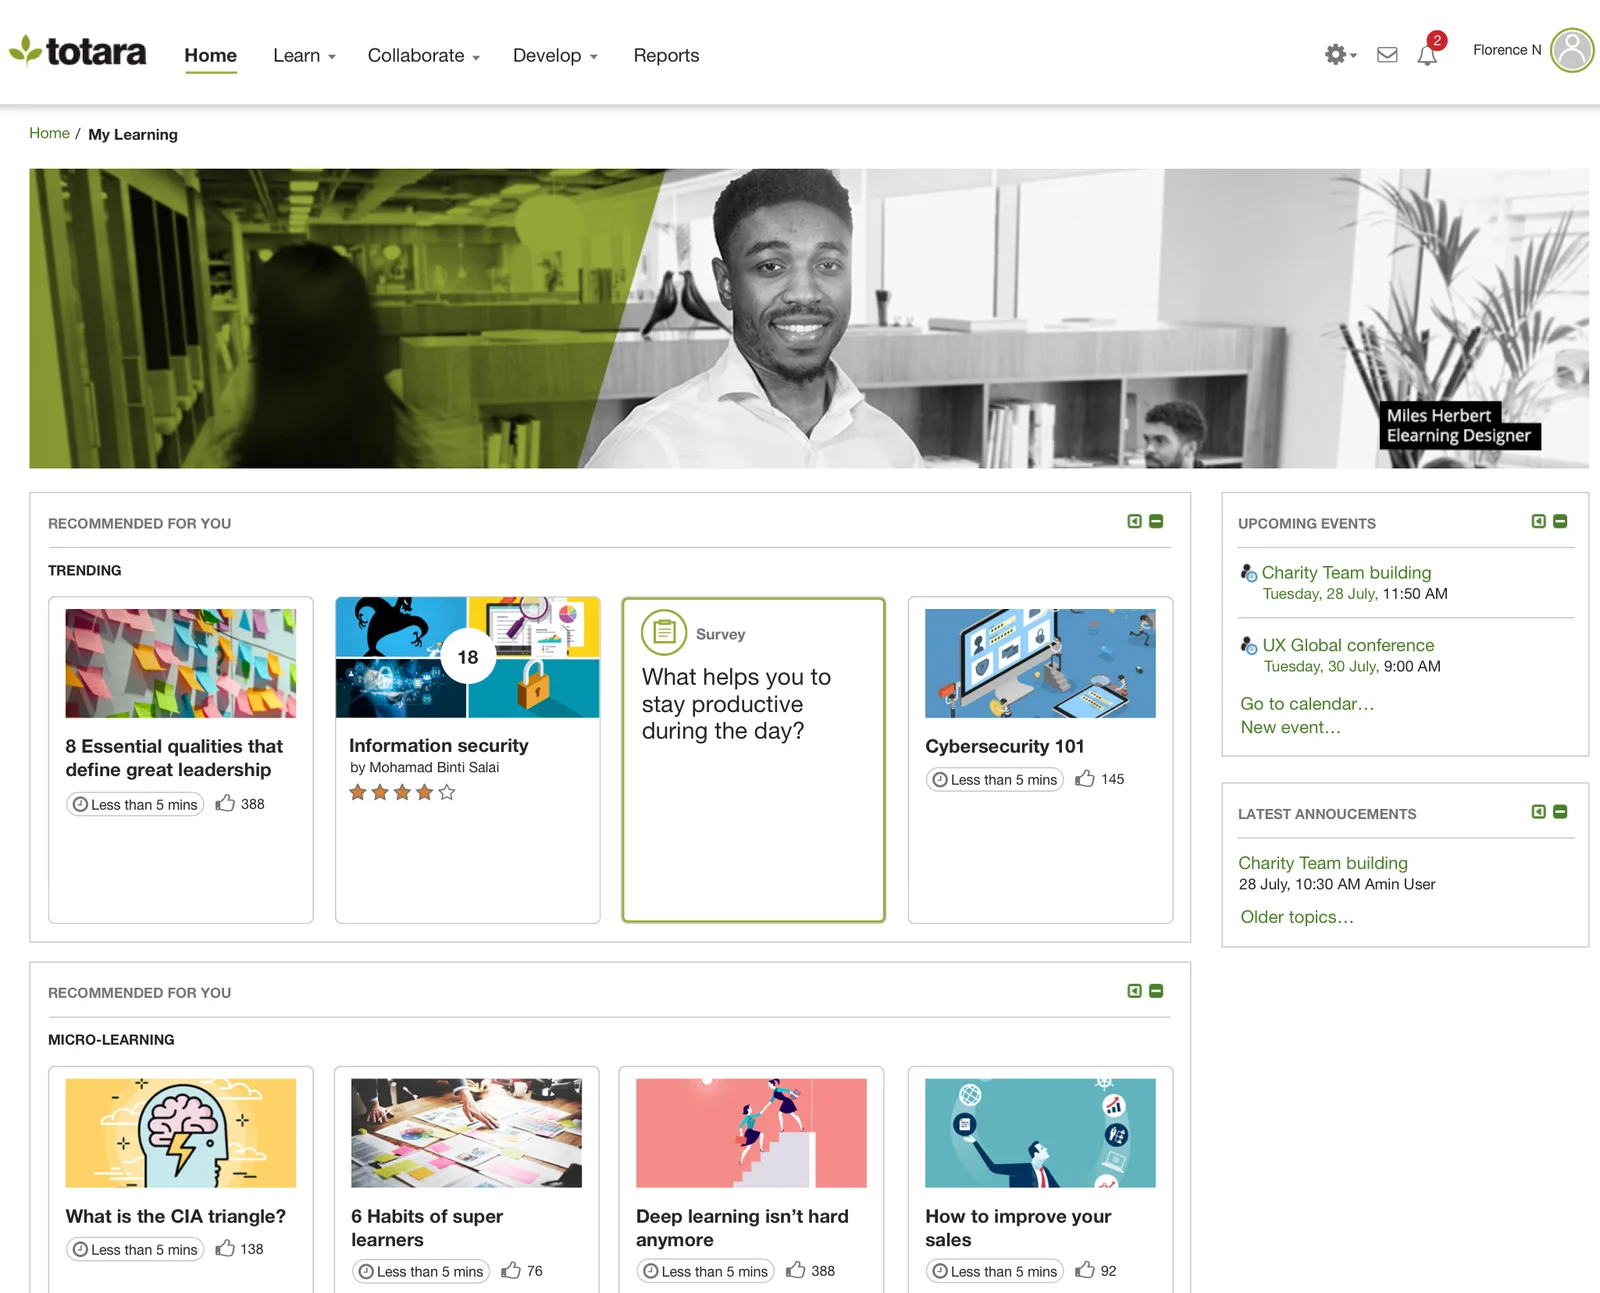 totara
Home
Learn
Collaborate
Develop
Reports
2
Florence N
Home / My Learning
Miles Herbert
Elearning Designer
RECOMMENDED FOR YOU
TRENDING
8 Essential qualities that
define great leadership
Less than 5 mins
388
18
Information security
by Mohamad Binti Salai
Survey
What helps you to
stay productive
during the day?
Cybersecurity 101
Less than 5 mins
145
UPCOMING EVENTS
Charity Team building
Tuesday, 28 July, 11:50 AM
UX Global conference
Tuesday, 30 July, 9:00 AM
Go to calendar…
New event…
LATEST ANNOUCEMENTS
Charity Team building
28 July, 10:30 AM Amin User
Older topics…
RECOMMENDED FOR YOU
MICRO-LEARNING
What is the CIA triangle?
Less than 5 mins
138
6 Habits of super
learners
Less than 5 mins
76
Deep learning isn’t hard
anymore
Less than 5 mins
388
How to improve your
sales
Less than 5 mins
92